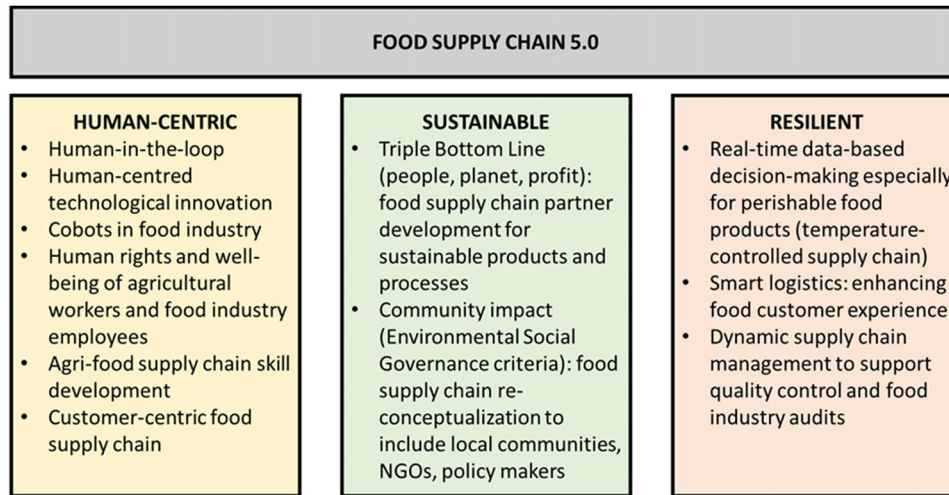 FOOD SUPPLY CHAIN 5.0
HUMAN-CENTRIC
• Human-in-the-loop
• Human-centred
technological innovation
• Cobots in food industry
• Human rights and well-
being of agricultural
workers and food industry
employees
• Agri-food supply chain skill
development
• Customer-centric food
supply chain
SUSTAINABLE
• Triple Bottom Line
(people, planet, profit):
food supply chain partner
development for
sustainable products and
processes
• Community impact
(Environmental Social
Governance criteria): food
supply chain re-
conceptualization to
include local communities,
NGOs, policy makers
RESILIENT
• Real-time data-based
decision-making especially
for perishable food
products (temperature-
controlled supply chain)
• Smart logistics: enhancing
food customer experience
• Dynamic supply chain
management to support
quality control and food
industry audits